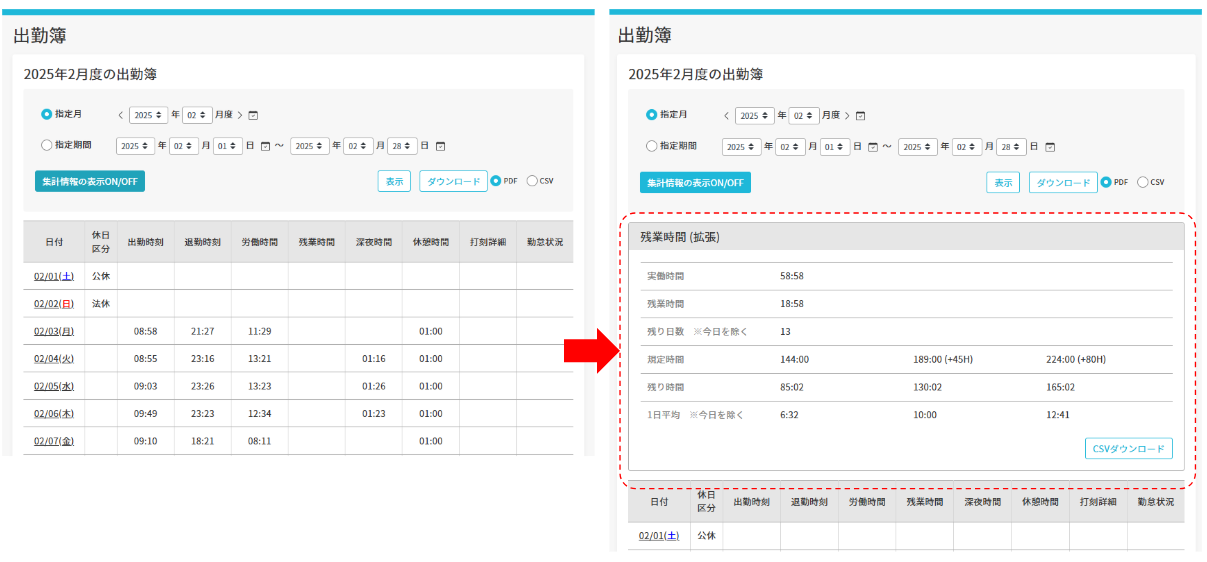 出勤簿
2025年2月度の出勤簿
指定月 2025 年 02 月度
指定期間 2025 年 02 月 01 日 ～ 2025 年 02 月 28 日
集計情報の表示ON/OFF 表示 ダウンロード PDF CSV
日付 休日区分 出勤時刻 退勤時刻 労働時間 残業時間 深夜時間 休憩時間 打刻詳細 勤怠状況
02/01(土) 公休
02/02(日) 法休
02/03(月) 08:58 21:27 11:29 01:00
02/04(火) 08:55 23:16 13:21 01:16 01:00
02/05(水) 09:03 23:26 13:23 01:26 01:00
02/06(木) 09:49 23:23 12:34 01:23 01:00
02/07(金) 09:10 18:21 08:11 01:00
出勤簿
2025年2月度の出勤簿
指定月 2025 年 02 月度
指定期間 2025 年 02 月 01 日 ～ 2025 年 02 月 28 日
集計情報の表示ON/OFF 表示 ダウンロード PDF CSV
残業時間 (拡張)
実働時間 58:58
残業時間 18:58
残り日数 ※今日を除く 13
規定時間 144:00 189:00 (+45H) 224:00 (+80H)
残り時間 85:02 130:02 165:02
1日平均 ※今日を除く 6:32 10:00 12:41
CSVダウンロード
日付 休日区分 出勤時刻 退勤時刻 労働時間 残業時間 深夜時間 休憩時間 打刻詳細 勤怠状況
02/01(土) 公休